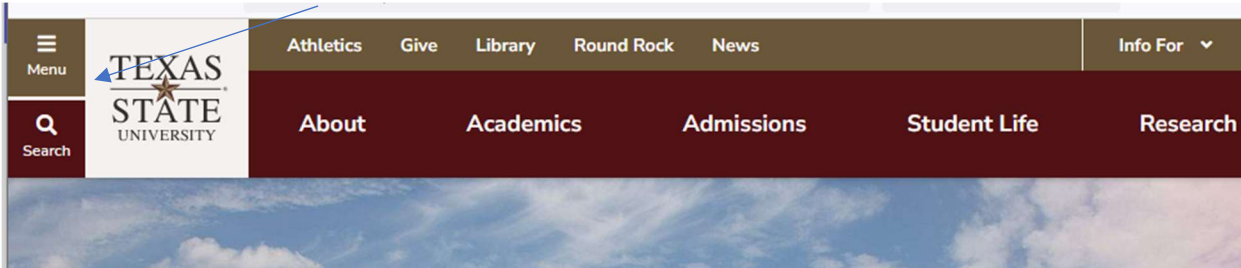 Menu
Search
TEXAS
STATE
UNIVERSITY
®
Athletics Give Library Round Rock News Info For
About Academics Admissions Student Life Research